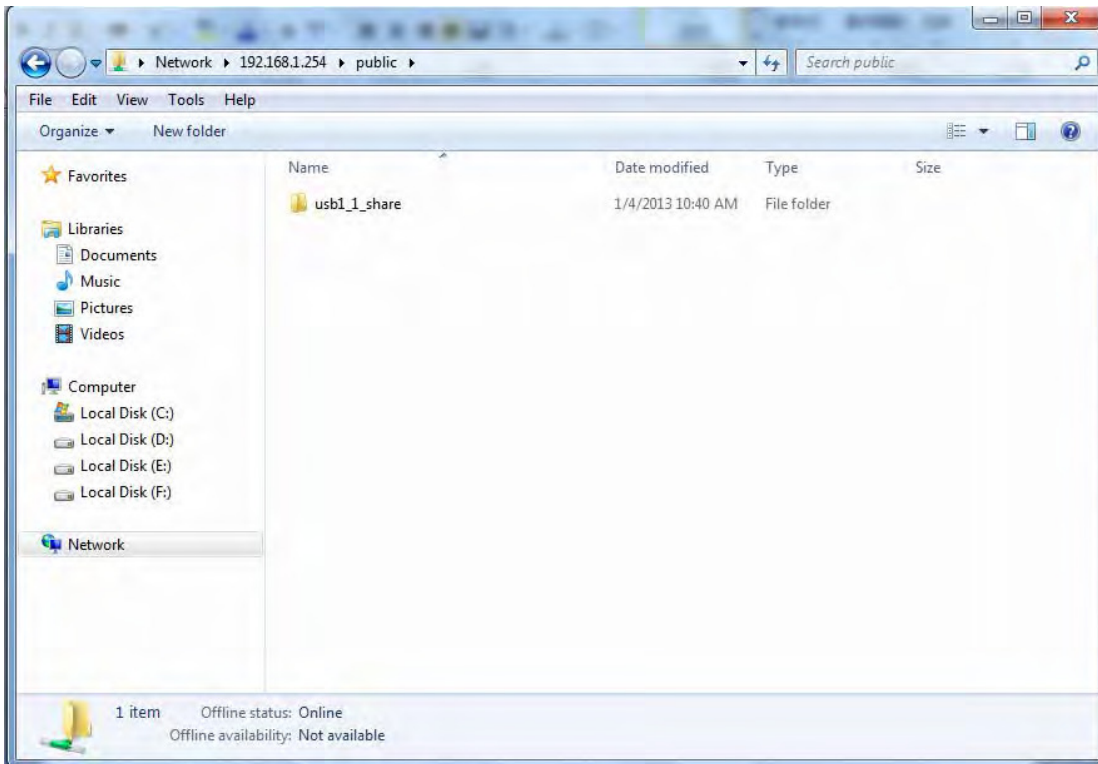 Network 192.168.1.254 public
Search public
File Edit View Tools Help
Organize New folder
Name Date modified Type Size
Favorites
usb1_1_share 1/4/2013 10:40 AM File folder
Libraries
Documents
Music
Pictures
Videos
Computer
Local Disk (C:)
Local Disk (D:)
Local Disk (E:)
Local Disk (F:)
Network
1 item Offline status: Online
Offline availability: Not available